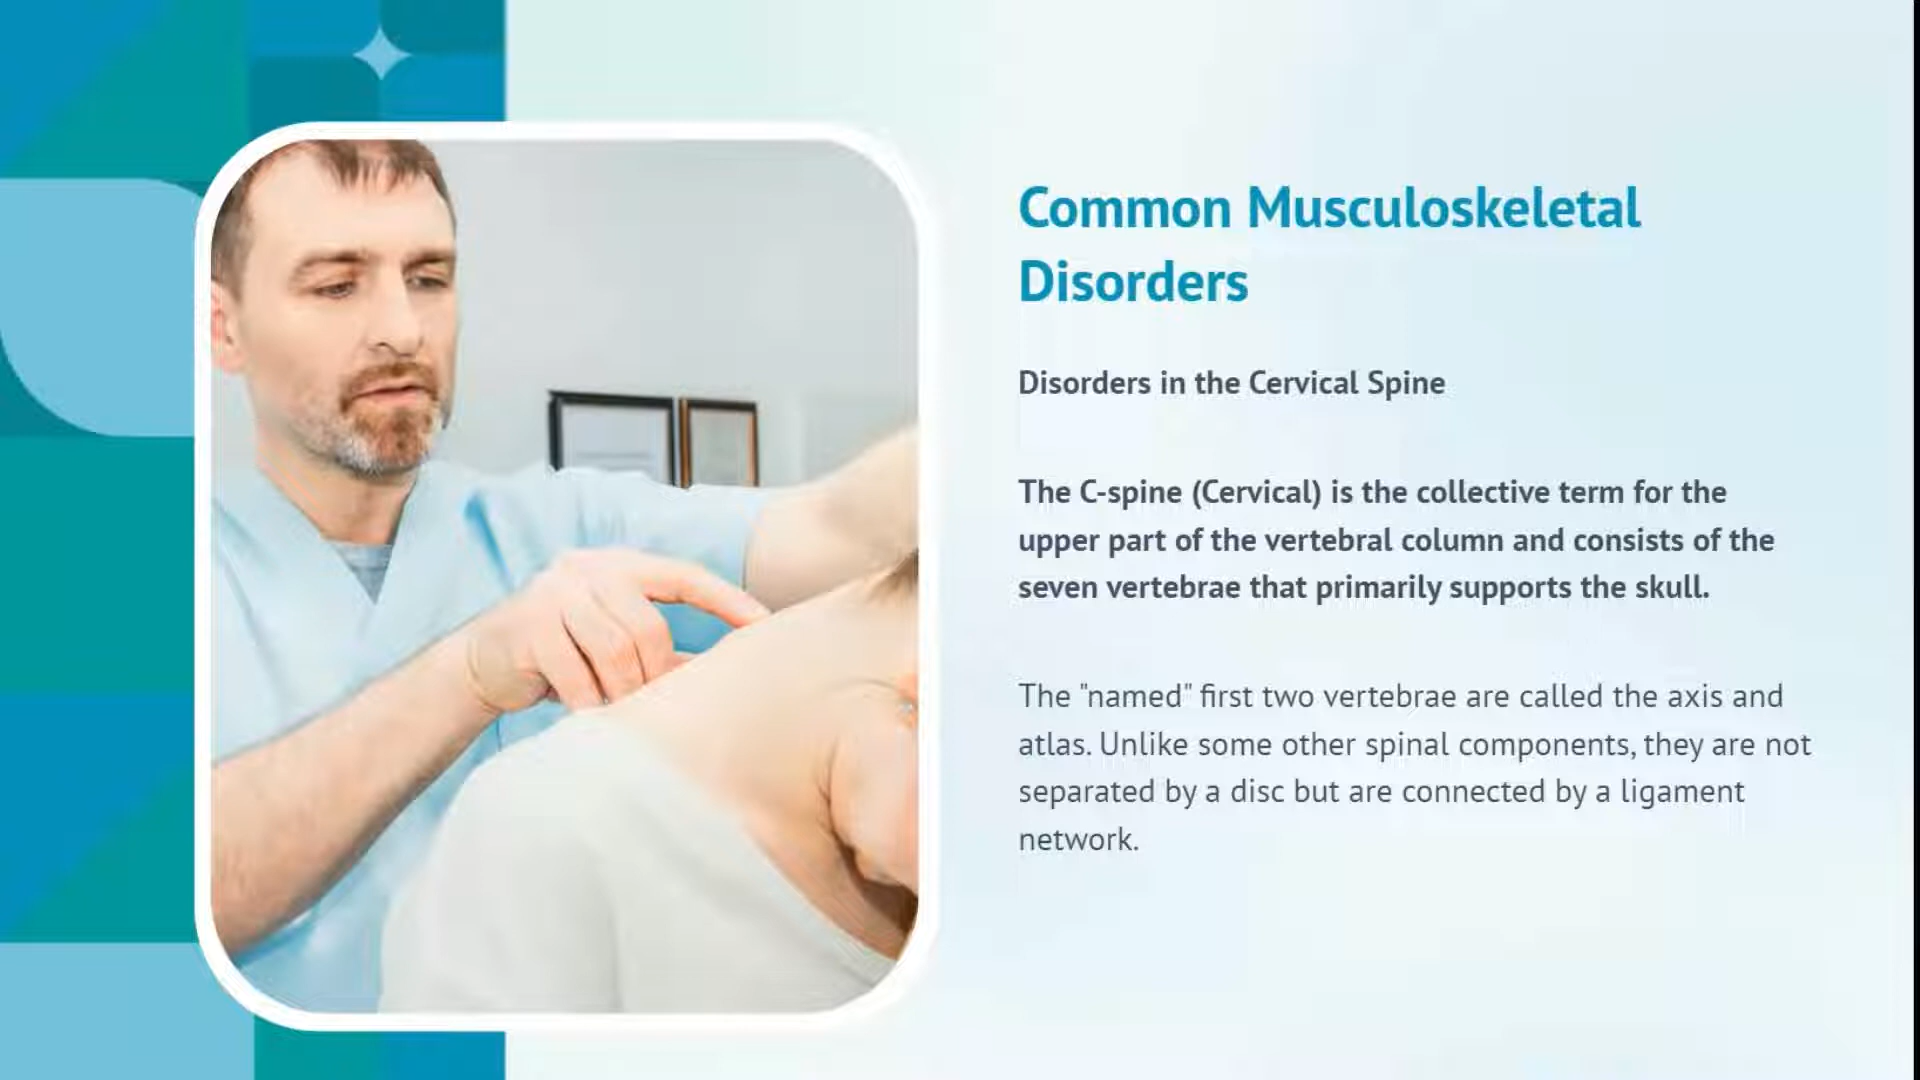 Common Musculoskeletal
Disorders
Disorders in the Cervical Spine
The C-spine (Cervical) is the collective term for the
upper part of the vertebral column and consists of the
seven vertebrae that primarily supports the skull.
The "named" first two vertebrae are called the axis and
atlas. Unlike some other spinal components, they are not
separated by a disc but are connected by a ligament
network.